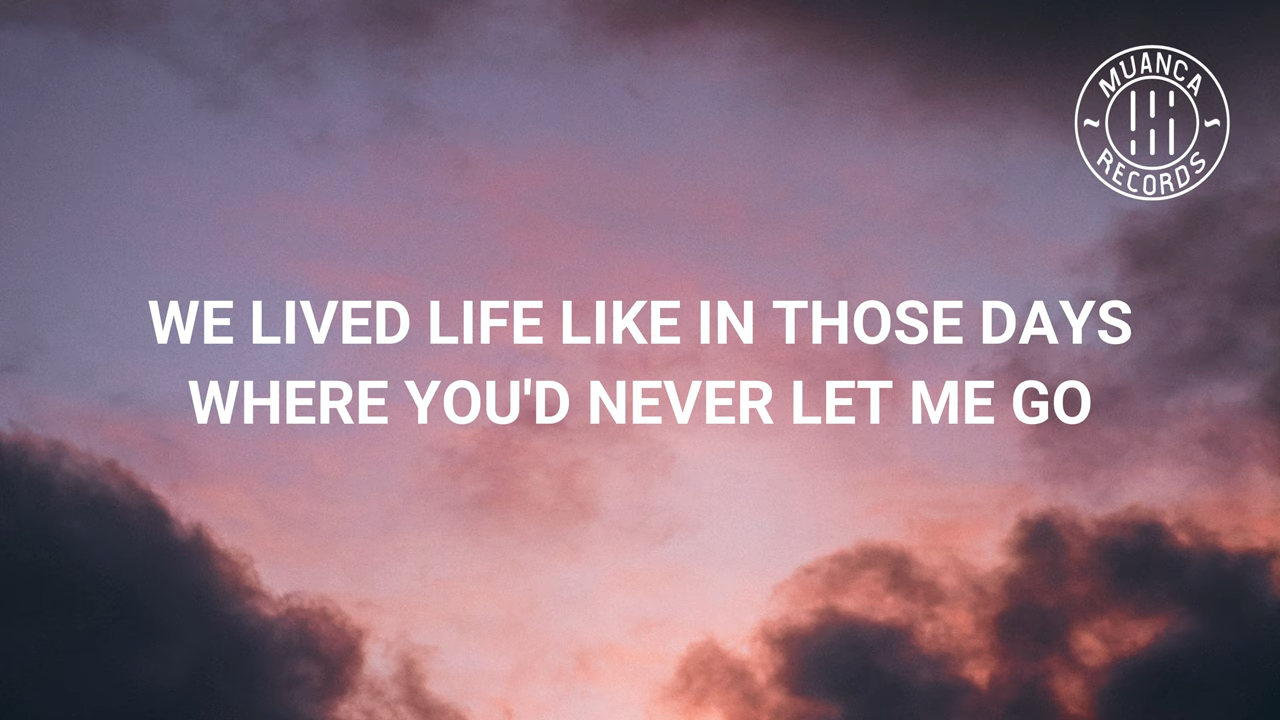 MUANCA
RECORDS
WE LIVED LIFE LIKE IN THOSE DAYS
WHERE YOU'D NEVER LET ME GO